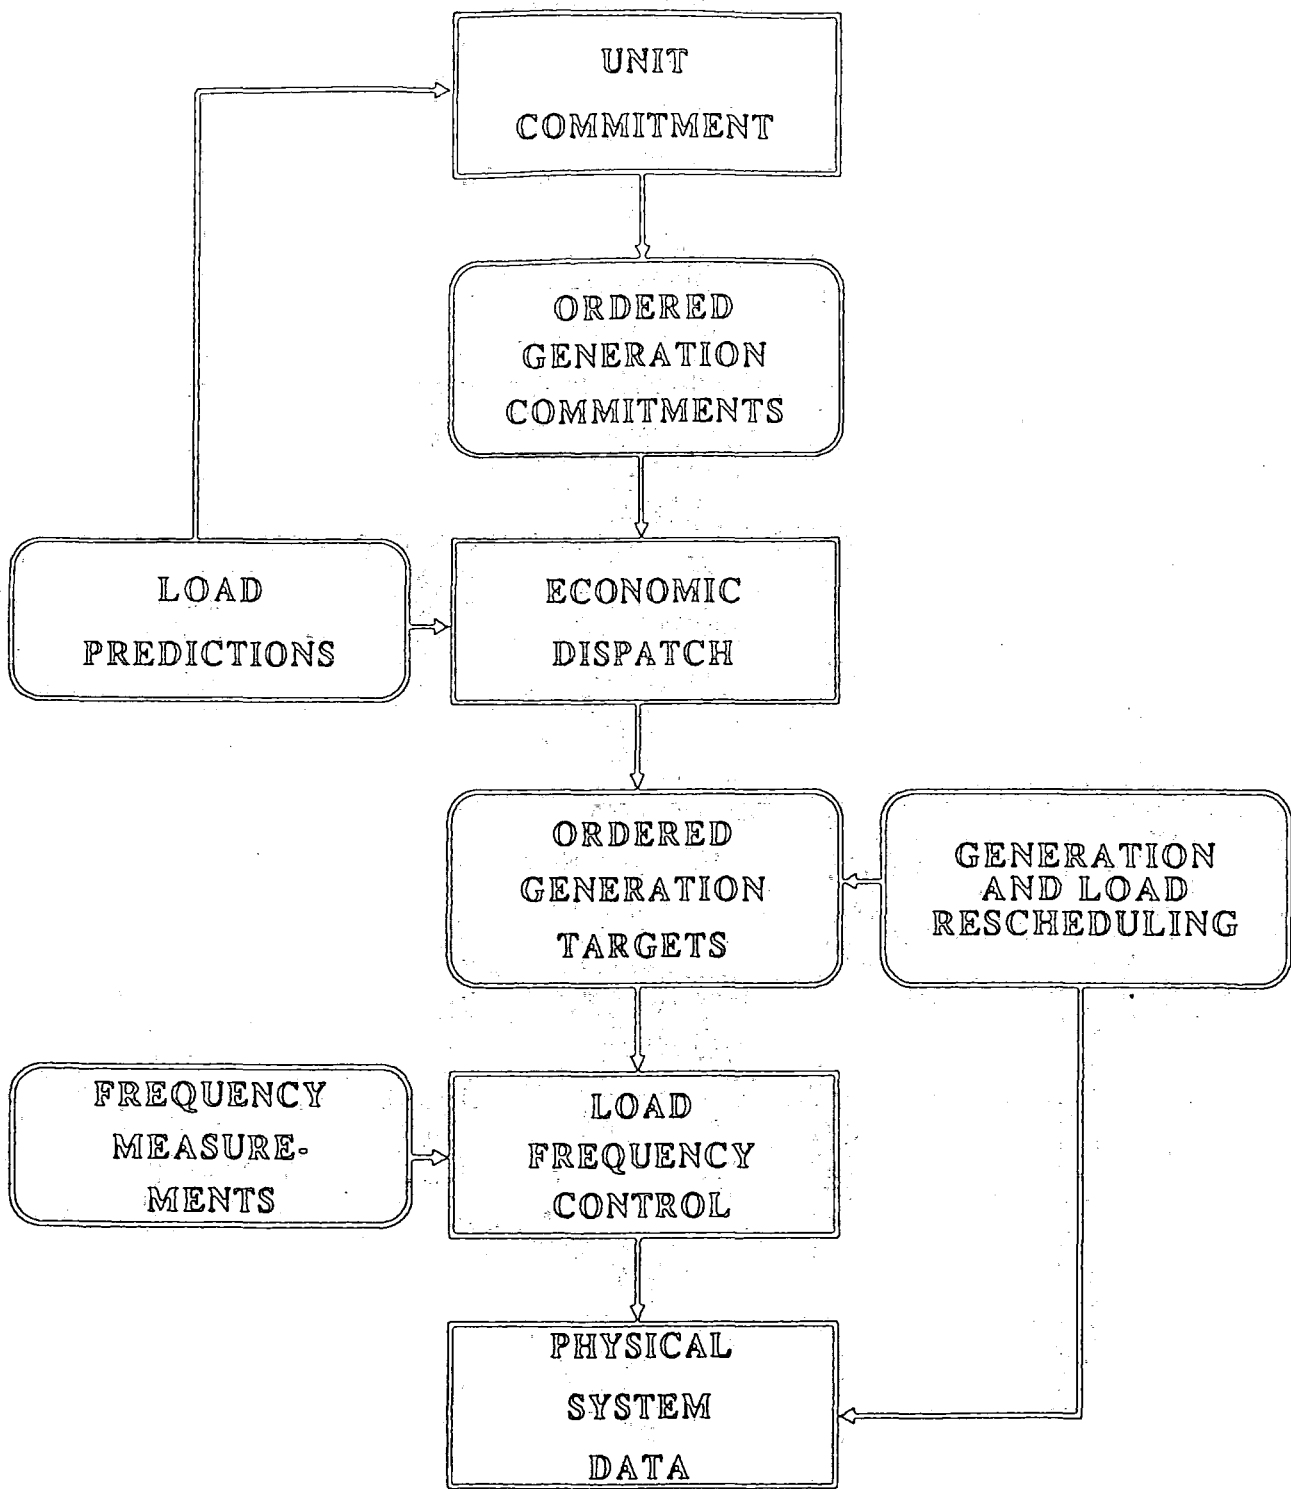 UNIT
COMMITMENT
ORDERED
GENERATION
COMMITMENTS
LOAD
PREDICTIONS
ECONOMIC
DISPATCH
ORDERED
GENERATION
TARGETS
GENERATION
AND LOAD
RESCHEDULING
FREQUENCY
MEASURE-
MENTS
LOAD
FREQUENCY
CONTROL
PHYSICAL
SYSTEM
DATA